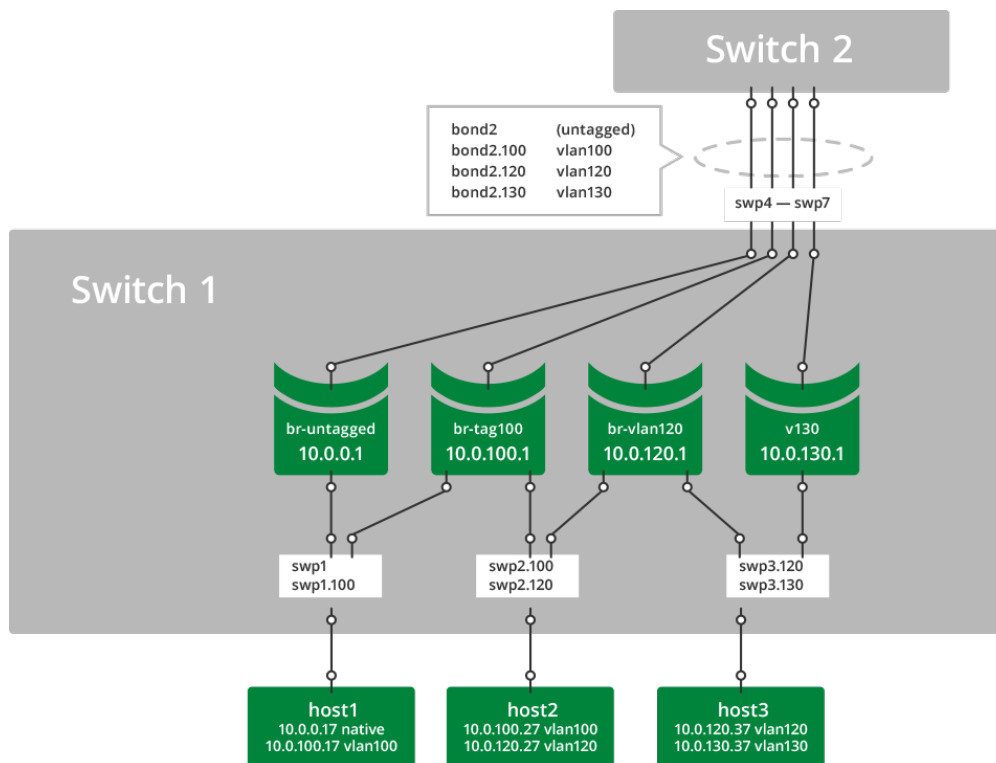 Switch 2
bond2 (untagged)
bond2.100 vlan100
bond2.120 vlan120
bond2.130 vlan130
swp4 — swp7
Switch 1
br-untagged
10.0.0.1
br-tag100
10.0.100.1
br-vlan120
10.0.120.1
v130
10.0.130.1
swp1
swp1.100
swp2.100
swp2.120
swp3.120
swp3.130
host1
10.0.0.17 native
10.0.100.17 vlan100
host2
10.0.100.27 vlan100
10.0.120.27 vlan120
host3
10.0.120.37 vlan120
10.0.130.37 vlan130